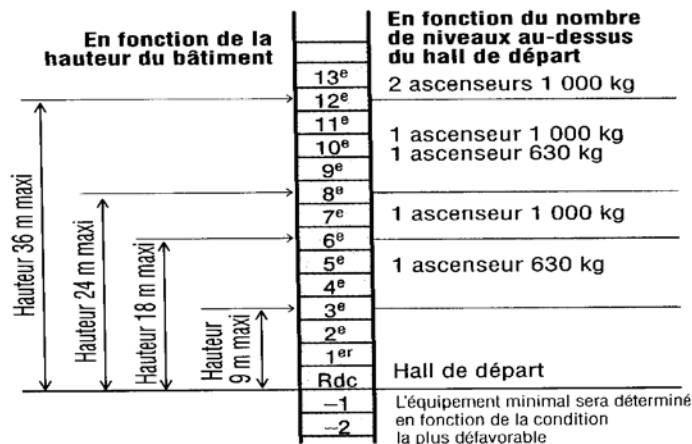 En fonction de la
hauteur du bâtiment
En fonction du nombre
de niveaux au-dessus
du hall de départ
13e
12e
11e
10e
9e
8e
7e
6e
5e
4e
3e
2e
1er
Rdc
–1
–2
2 ascenseurs 1 000 kg
1 ascenseur 1 000 kg
1 ascenseur 630 kg
1 ascenseur 1 000 kg
1 ascenseur 630 kg
Hall de départ
L'équipement minimal sera déterminé
en fonction de la condition
la plus défavorable
Hauteur 36 m maxi
Hauteur 24 m maxi
Hauteur 18 m maxi
Hauteur
9 m maxi